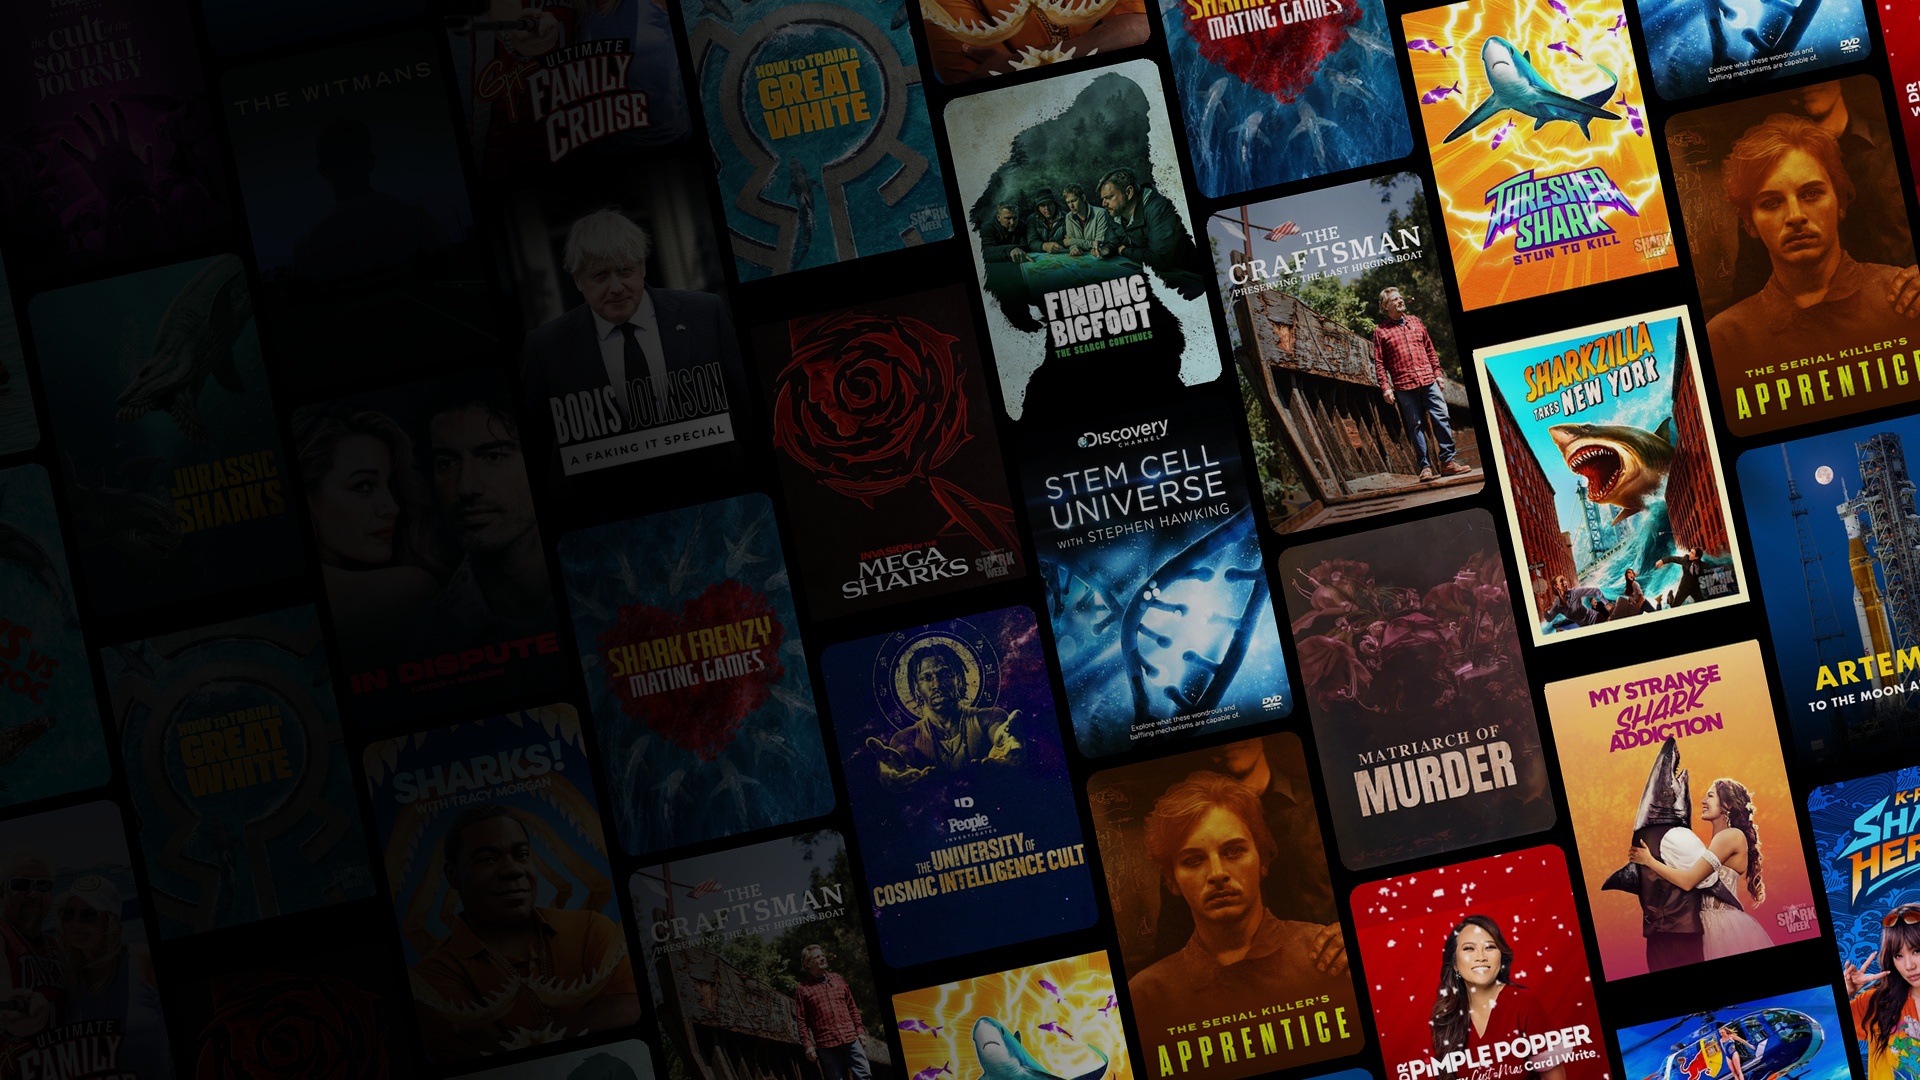 the cult of the
SOULFUL
JOURNEY
THE WITMANS
ULTIMATE
FAMILY
CRUISE
HOW TO TRAIN A
GREAT
WHITE
SHARK
WEEK
MATING GAMES
THRESHER
SHARK
STUN TO KILL
SHARK
WEEK
Explore what these wondrous and
baffling mechanisms are capable of.
DVD
JURASSIC
SHARKS
BORIS JOHNSON
A FAKING IT SPECIAL
FINDING
BIGFOOT
THE SEARCH CONTINUES
THE
CRAFTSMAN
PRESERVING THE LAST HIGGINS BOAT
THE SERIAL KILLER'S
APPRENTICE
IN DISPUTE
INVASION OF THE
MEGA
SHARKS
SHARK
WEEK
Discovery
CHANNEL
STEM CELL
UNIVERSE
WITH STEPHEN HAWKING
Explore what these wondrous and
baffling mechanisms are capable of.
DVD
SHARKZILLA
TAKES NEW YORK
SHARK
WEEK
HOW TO TRAIN A
GREAT
WHITE
SHARK FRENZY
MATING GAMES
MATRIARCH OF
MURDER
ARTEM
TO THE MOON A
SHARKS!
WITH TRACY MORGAN
ID
People
INVESTIGATES
THE UNIVERSITY OF
COSMIC INTELLIGENCE CULT
MY STRANGE
SHARK
ADDICTION
SHARK
WEEK
THE
CRAFTSMAN
PRESERVING THE LAST HIGGINS BOAT
THE SERIAL KILLER'S
APPRENTICE
K-P
SHA
HER
ULTIMATE
FAMILY
DR PIMPLE POPPER
Card I Write